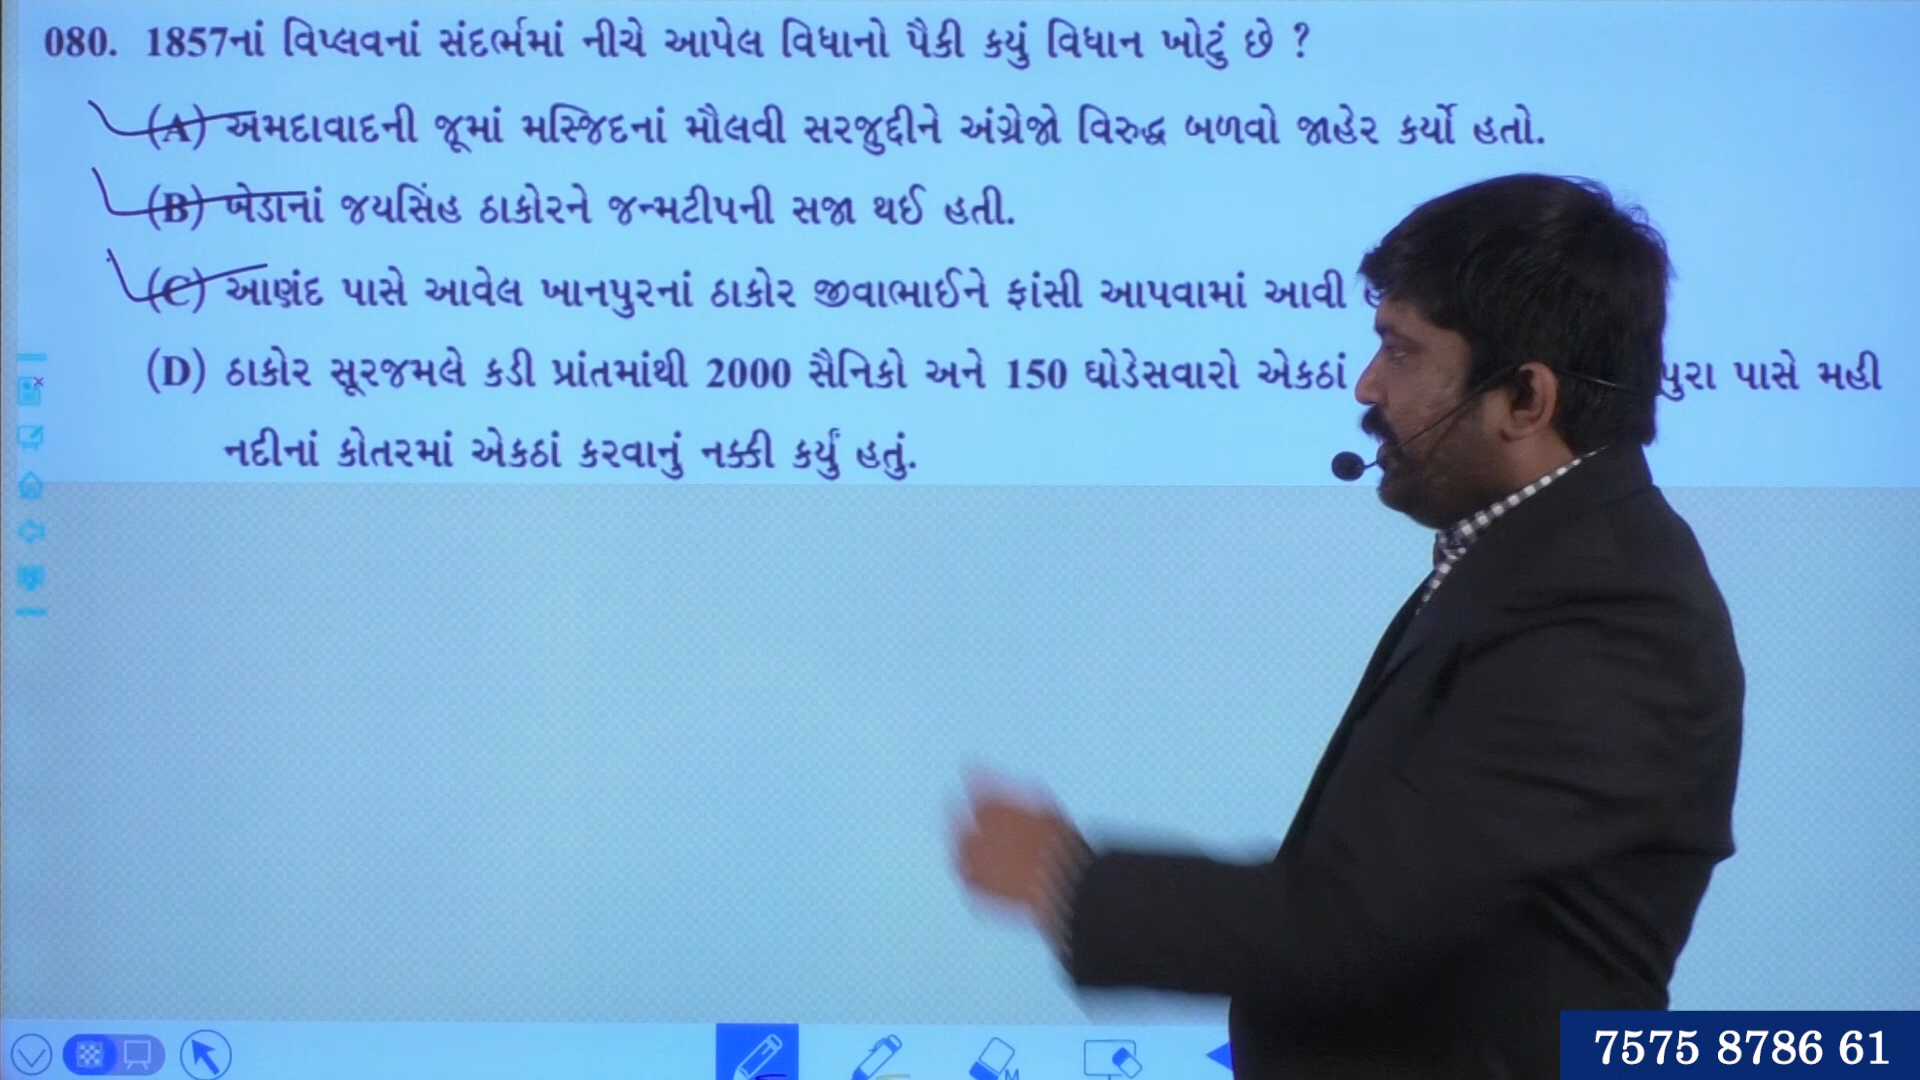 080. 1857નાં વિપ્લવનાં સંદર્ભમાં નીચે આપેલ વિધાનો પૈકી કયું વિધાન ખોટું છે ?
(A) અમદાવાદની જૂમાં મસ્જિદનાં મૌલવી સરજુદ્દીને અંગ્રેજો વિરુદ્ધ બળવો જાહેર કર્યો હતો.
(B) ખેડાનાં જયસિંહ ઠાકોરને જન્મટીપની સજા થઈ હતી.
(C) આણંદ પાસે આવેલ ખાનપુરનાં ઠાકોર જીવાભાઈને ફાંસી આપવામાં આવી
(D) ઠાકોર સૂરજમલે કડી પ્રાંતમાંથી 2000 સૈનિકો અને 150 ઘોડેસવારો એકઠાં પુરા પાસે મહી
નદીનાં કોતરમાં એકઠાં કરવાનું નક્કી કર્યું હતું.
7575 8786 61